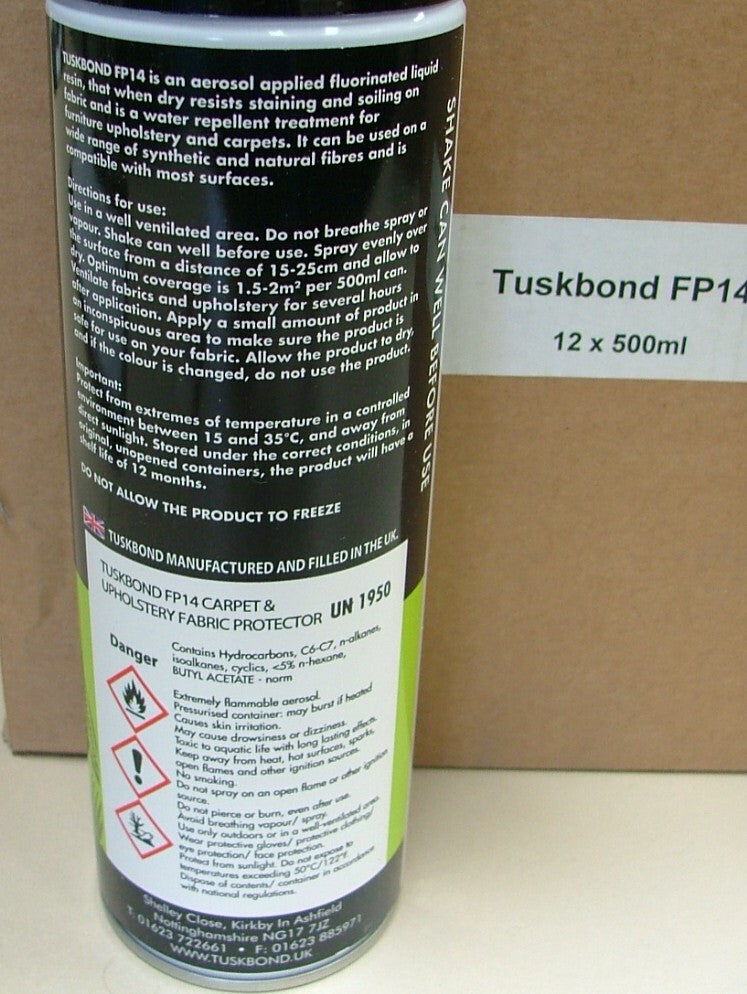 TUSKBOND FP14 is an aerosol applied fluorinated liquid
resin, that when dry resists staining and soiling on
fabric and is a water repellent treatment for
furniture upholstery and carpets. It can be used on a
wide range of synthetic and natural fibres and is
compatible with most surfaces.
Directions for use:
Use in a well ventilated area. Do not breathe spray or
vapour. Shake can well before use. Spray evenly over
the surface from a distance of 15-25cm and allow to
dry. Optimum coverage is 1.5-2m² per 500ml can.
Ventilate fabrics and upholstery for several hours
after application. Apply a small amount of product in
an inconspicuous area to make sure the product is
safe for use on your fabric. Allow the product to dry,
and if the colour is changed, do not use the product.
Important:
Protect from extremes of temperature in a controlled
environment between 15 and 35°C, and away from
direct sunlight. Stored under the correct conditions, in
original, unopened containers, the product will have a
shelf life of 12 months.
DO NOT ALLOW THE PRODUCT TO FREEZE
TUSKBOND MANUFACTURED AND FILLED IN THE UK.
SHAKE CAN WELL BEFORE USE
TUSKBOND FP14 CARPET &
UPHOLSTERY FABRIC PROTECTOR
UN 1950
Danger
Contains Hydrocarbons, C6-C7, n-alkanes,
isoalkanes, cyclics, <5% n-hexane,
BUTYL ACETATE - norm
Extremely flammable aerosol.
Pressurised container: may burst if heated
Causes skin irritation.
May cause drowsiness or dizziness.
Toxic to aquatic life with long lasting effects.
Keep away from heat, hot surfaces, sparks,
open flames and other ignition sources.
No smoking.
Do not spray on an open flame or other ignition
source.
Do not pierce or burn, even after use.
Avoid breathing vapour/ spray.
Use only outdoors or in a well-ventilated area.
Wear protective gloves/ protective clothing/
eye protection/ face protection.
Protect from sunlight. Do not expose to
temperatures exceeding 50°C/122°F.
Dispose of contents/ container in accordance
with national regulations.
Shelley Close, Kirkby In Ashfield
Nottinghamshire NG17 7JZ
T: 01623 722661 • F: 01623 885971
WWW.TUSKBOND.UK
Tuskbond FP14
12 x 500ml